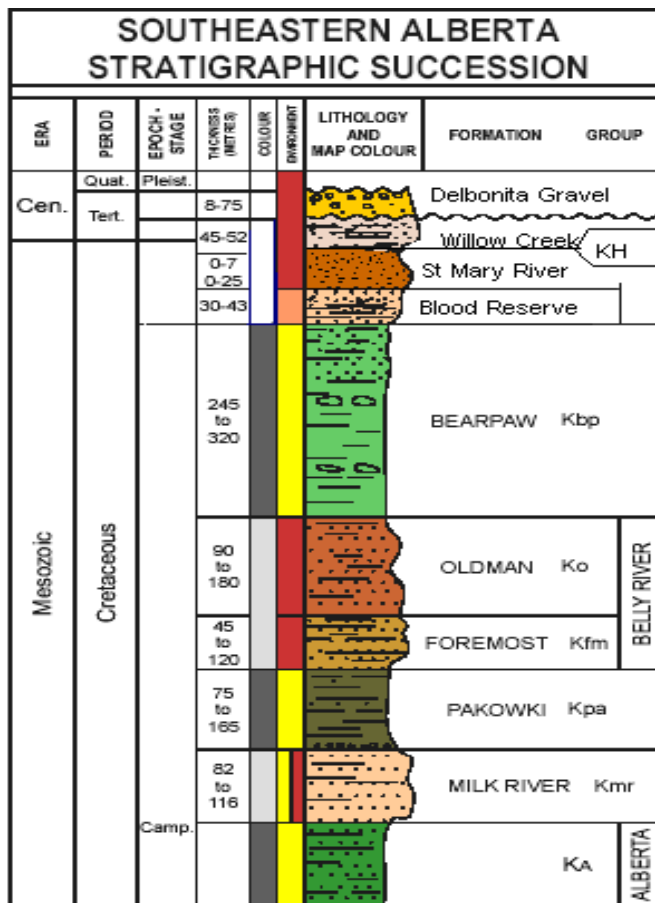 SOUTHEASTERN ALBERTA
STRATIGRAPHIC SUCCESSION
ERA
PERIOD
EPOCH -
STAGE
THICKNESS
(METRES)
COLOUR
ENVIRONMENT
LITHOLOGY
AND
MAP COLOUR
FORMATION GROUP
Cen.
Quat. Pleist.
Tert.
8-75
Delbonita Gravel
45-52
Willow Creek
KH
0-7
0-25
St Mary River
30-43
Blood Reserve
245
to
320
BEARPAW Kbp
Mesozoic
Cretaceous
90
to
180
OLDMAN Ko
BELLY RIVER
45
to
120
FOREMOST Kfm
75
to
165
PAKOWKI Kpa
82
to
116
MILK RIVER Kmr
Camp.
KA
ALBERTA